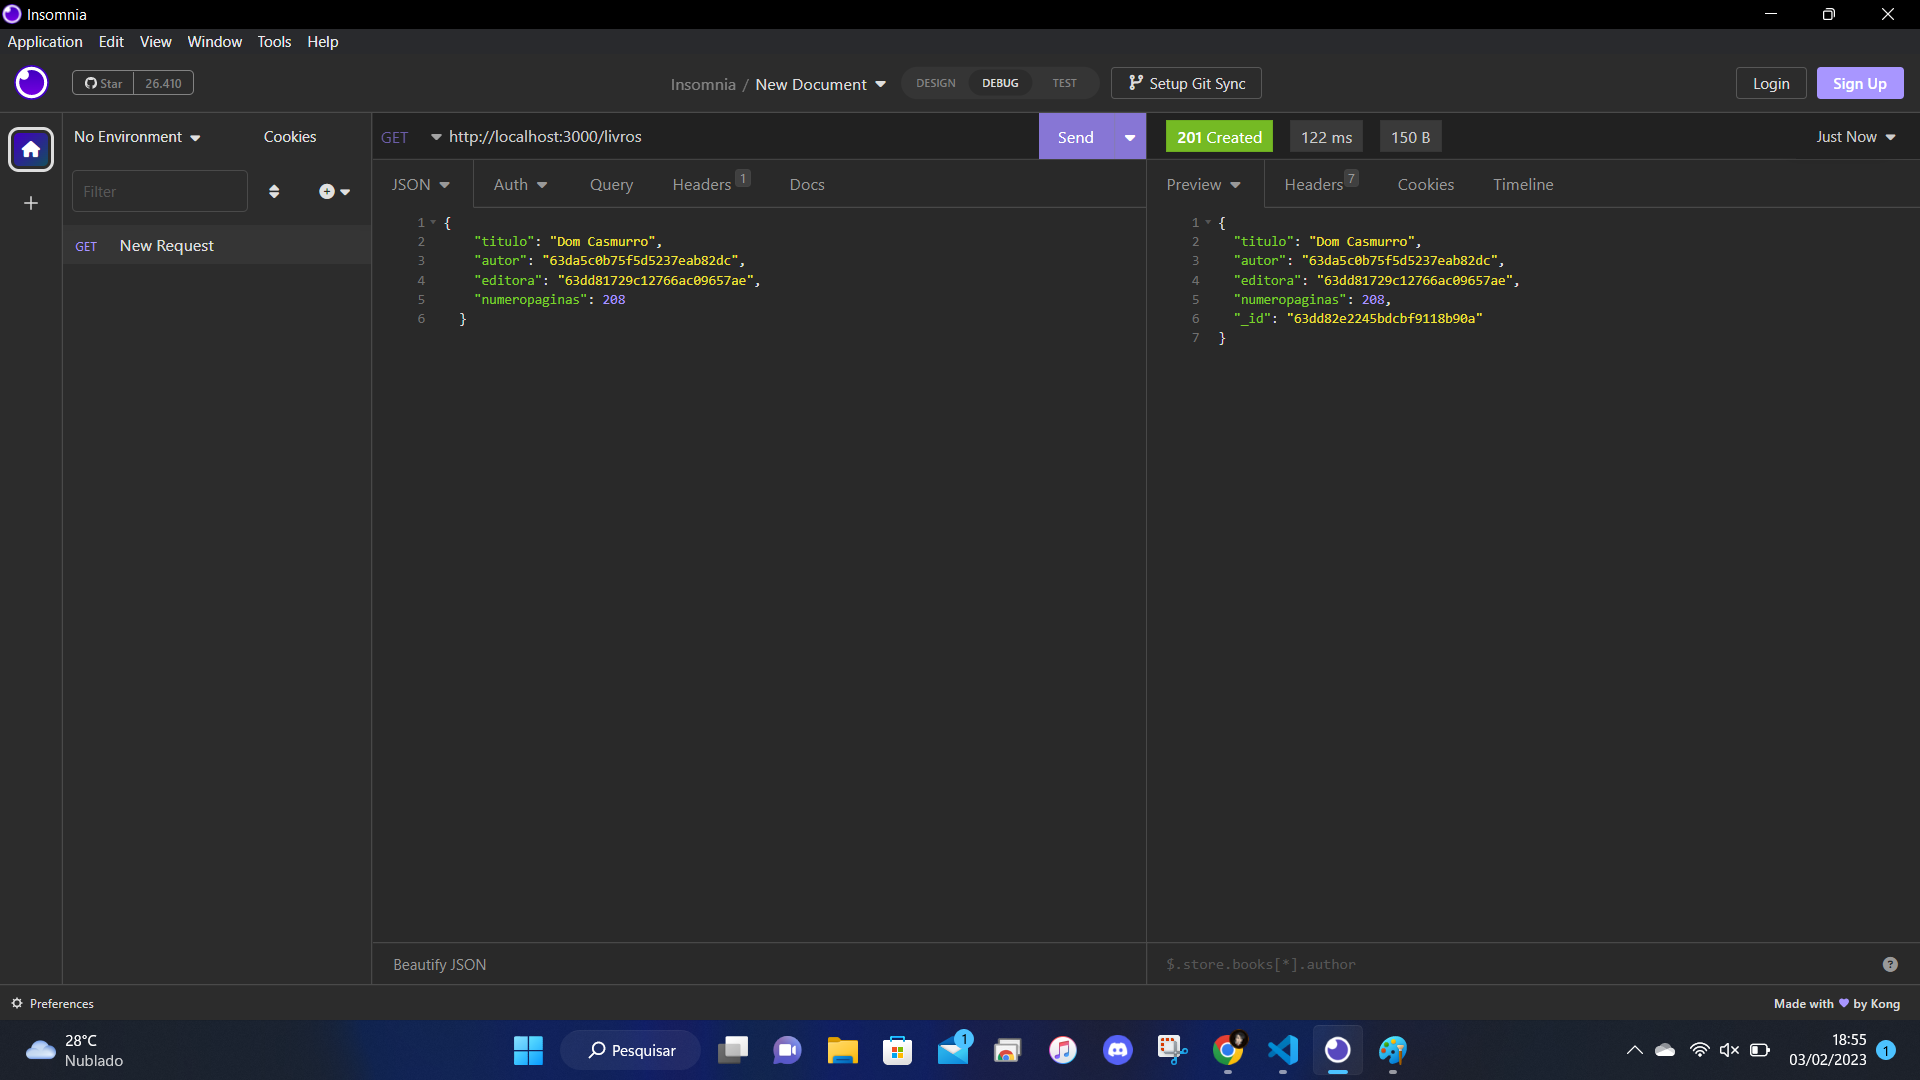 Insomnia
Application Edit View Window Tools Help
Star 26.410
Insomnia / New Document
DESIGN DEBUG TEST
Setup Git Sync
Login Sign Up
No Environment Cookies
Filter
GET New Request
GET http://localhost:3000/livros Send
JSON Auth Query Headers 1 Docs
1 {
2 "titulo": "Dom Casmurro",
3 "autor": "63da5c0b75f5d5237eab82dc",
4 "editora": "63dd81729c12766ac09657ae",
5 "numeropaginas": 208
6 }
Beautify JSON
201 Created 122 ms 150 B Just Now
Preview Headers 7 Cookies Timeline
1 {
2 "titulo": "Dom Casmurro",
3 "autor": "63da5c0b75f5d5237eab82dc",
4 "editora": "63dd81729c12766ac09657ae",
5 "numeropaginas": 208,
6 "_id": "63dd82e2245bdcbf9118b90a"
7 }
$.store.books[*].author ?
Preferences
Made with ♥ by Kong
28°C
Nublado
Pesquisar
1
18:55
03/02/2023
1